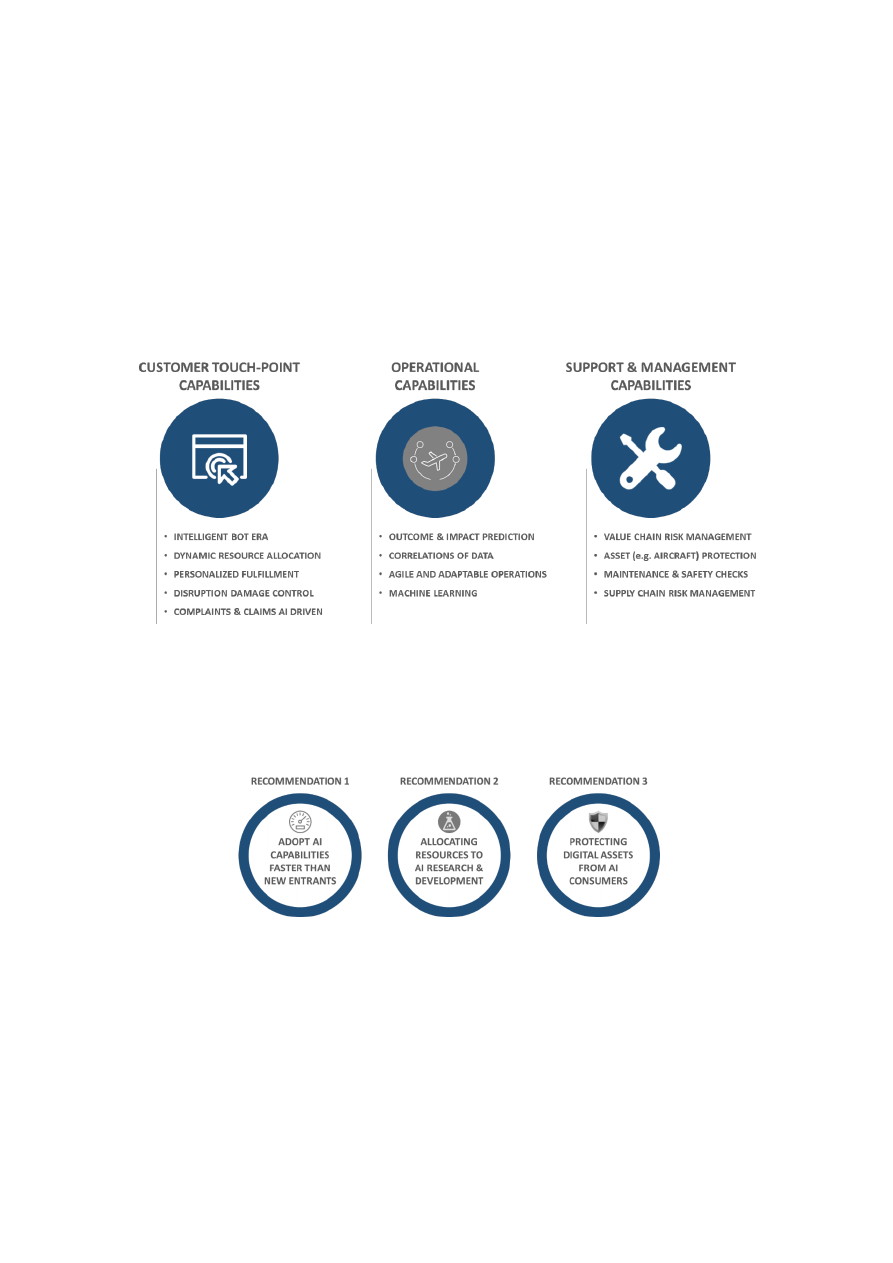 CUSTOMER TOUCH-POINT
CAPABILITIES
• INTELLIGENT BOT ERA
• DYNAMIC RESOURCE ALLOCATION
• PERSONALIZED FULFILLMENT
• DISRUPTION DAMAGE CONTROL
• COMPLAINTS & CLAIMS AI DRIVEN
OPERATIONAL
CAPABILITIES
• OUTCOME & IMPACT PREDICTION
• CORRELATIONS OF DATA
• AGILE AND ADAPTABLE OPERATIONS
• MACHINE LEARNING
SUPPORT & MANAGEMENT
CAPABILITIES
• VALUE CHAIN RISK MANAGEMENT
• ASSET (e.g. AIRCRAFT) PROTECTION
• MAINTENANCE & SAFETY CHECKS
• SUPPLY CHAIN RISK MANAGEMENT
RECOMMENDATION 1
ADOPT AI
CAPABILITIES
FASTER THAN
NEW ENTRANTS
RECOMMENDATION 2
ALLOCATING
RESOURCES TO
AI RESEARCH &
DEVELOPMENT
RECOMMENDATION 3
PROTECTING
DIGITAL ASSETS
FROM AI
CONSUMERS